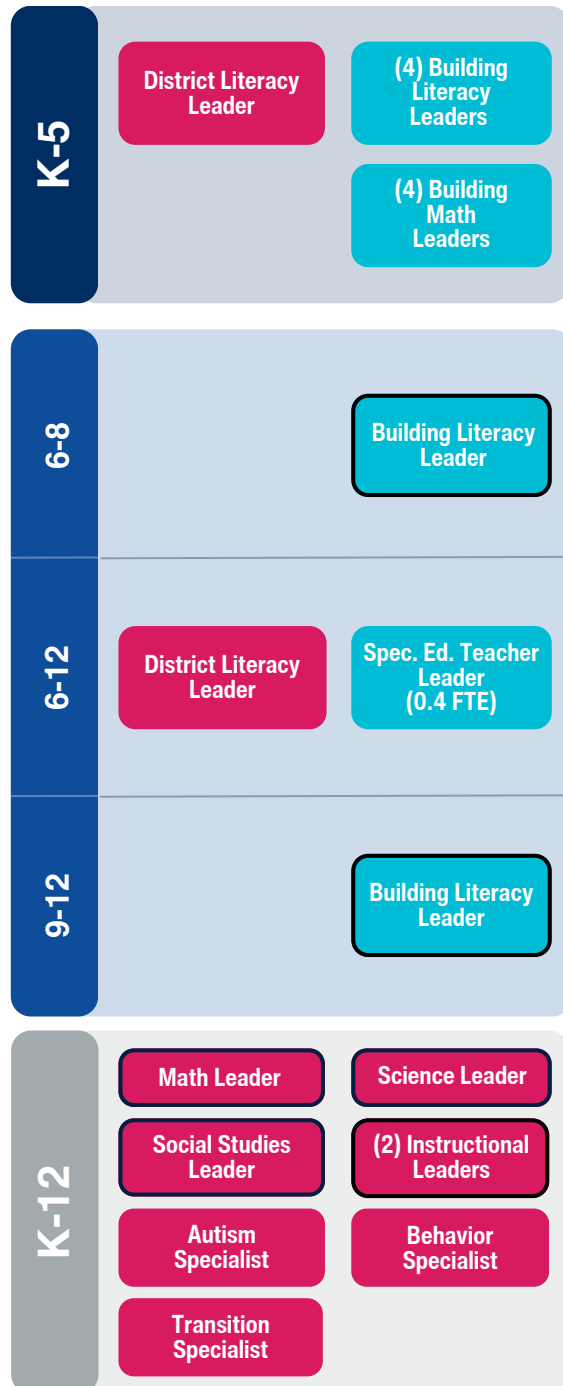 K-5
District Literacy
Leader
(4) Building
Literacy
Leaders
(4) Building
Math
Leaders
6-8
Building Literacy
Leader
6-12
District Literacy
Leader
Spec. Ed. Teacher
Leader
(0.4 FTE)
9-12
Building Literacy
Leader
K-12
Math Leader
Science Leader
Social Studies
Leader
(2) Instructional
Leaders
Autism
Specialist
Behavior
Specialist
Transition
Specialist